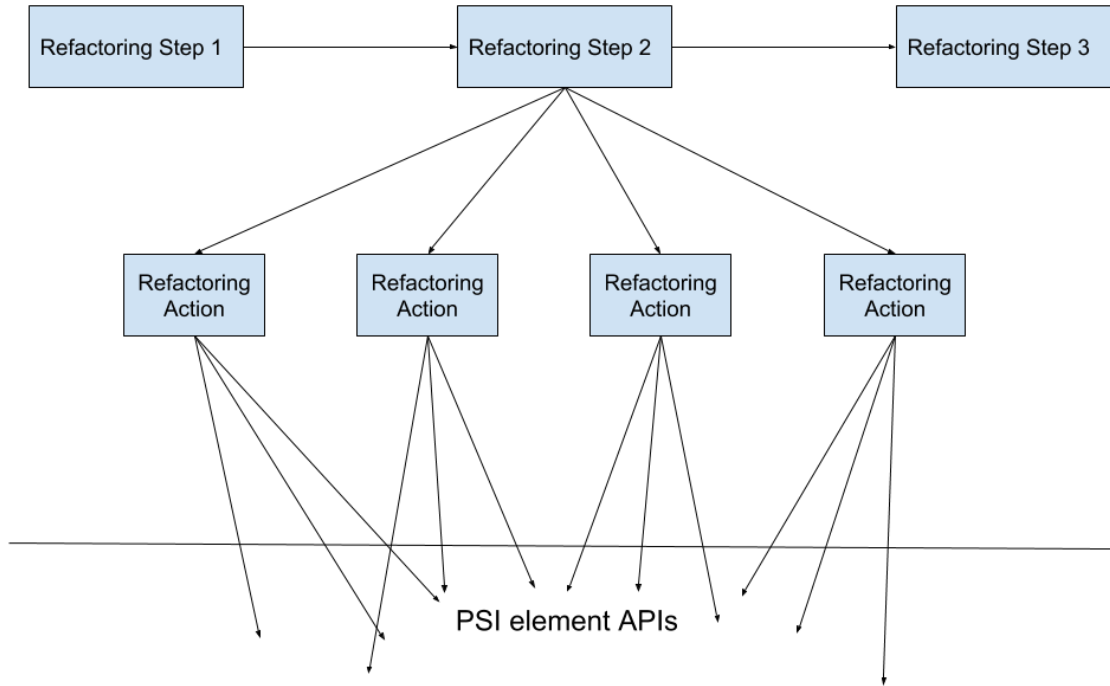 Refactoring Step 1
Refactoring Step 2
Refactoring Step 3
Refactoring
Action
Refactoring
Action
Refactoring
Action
Refactoring
Action
PSI element APIs